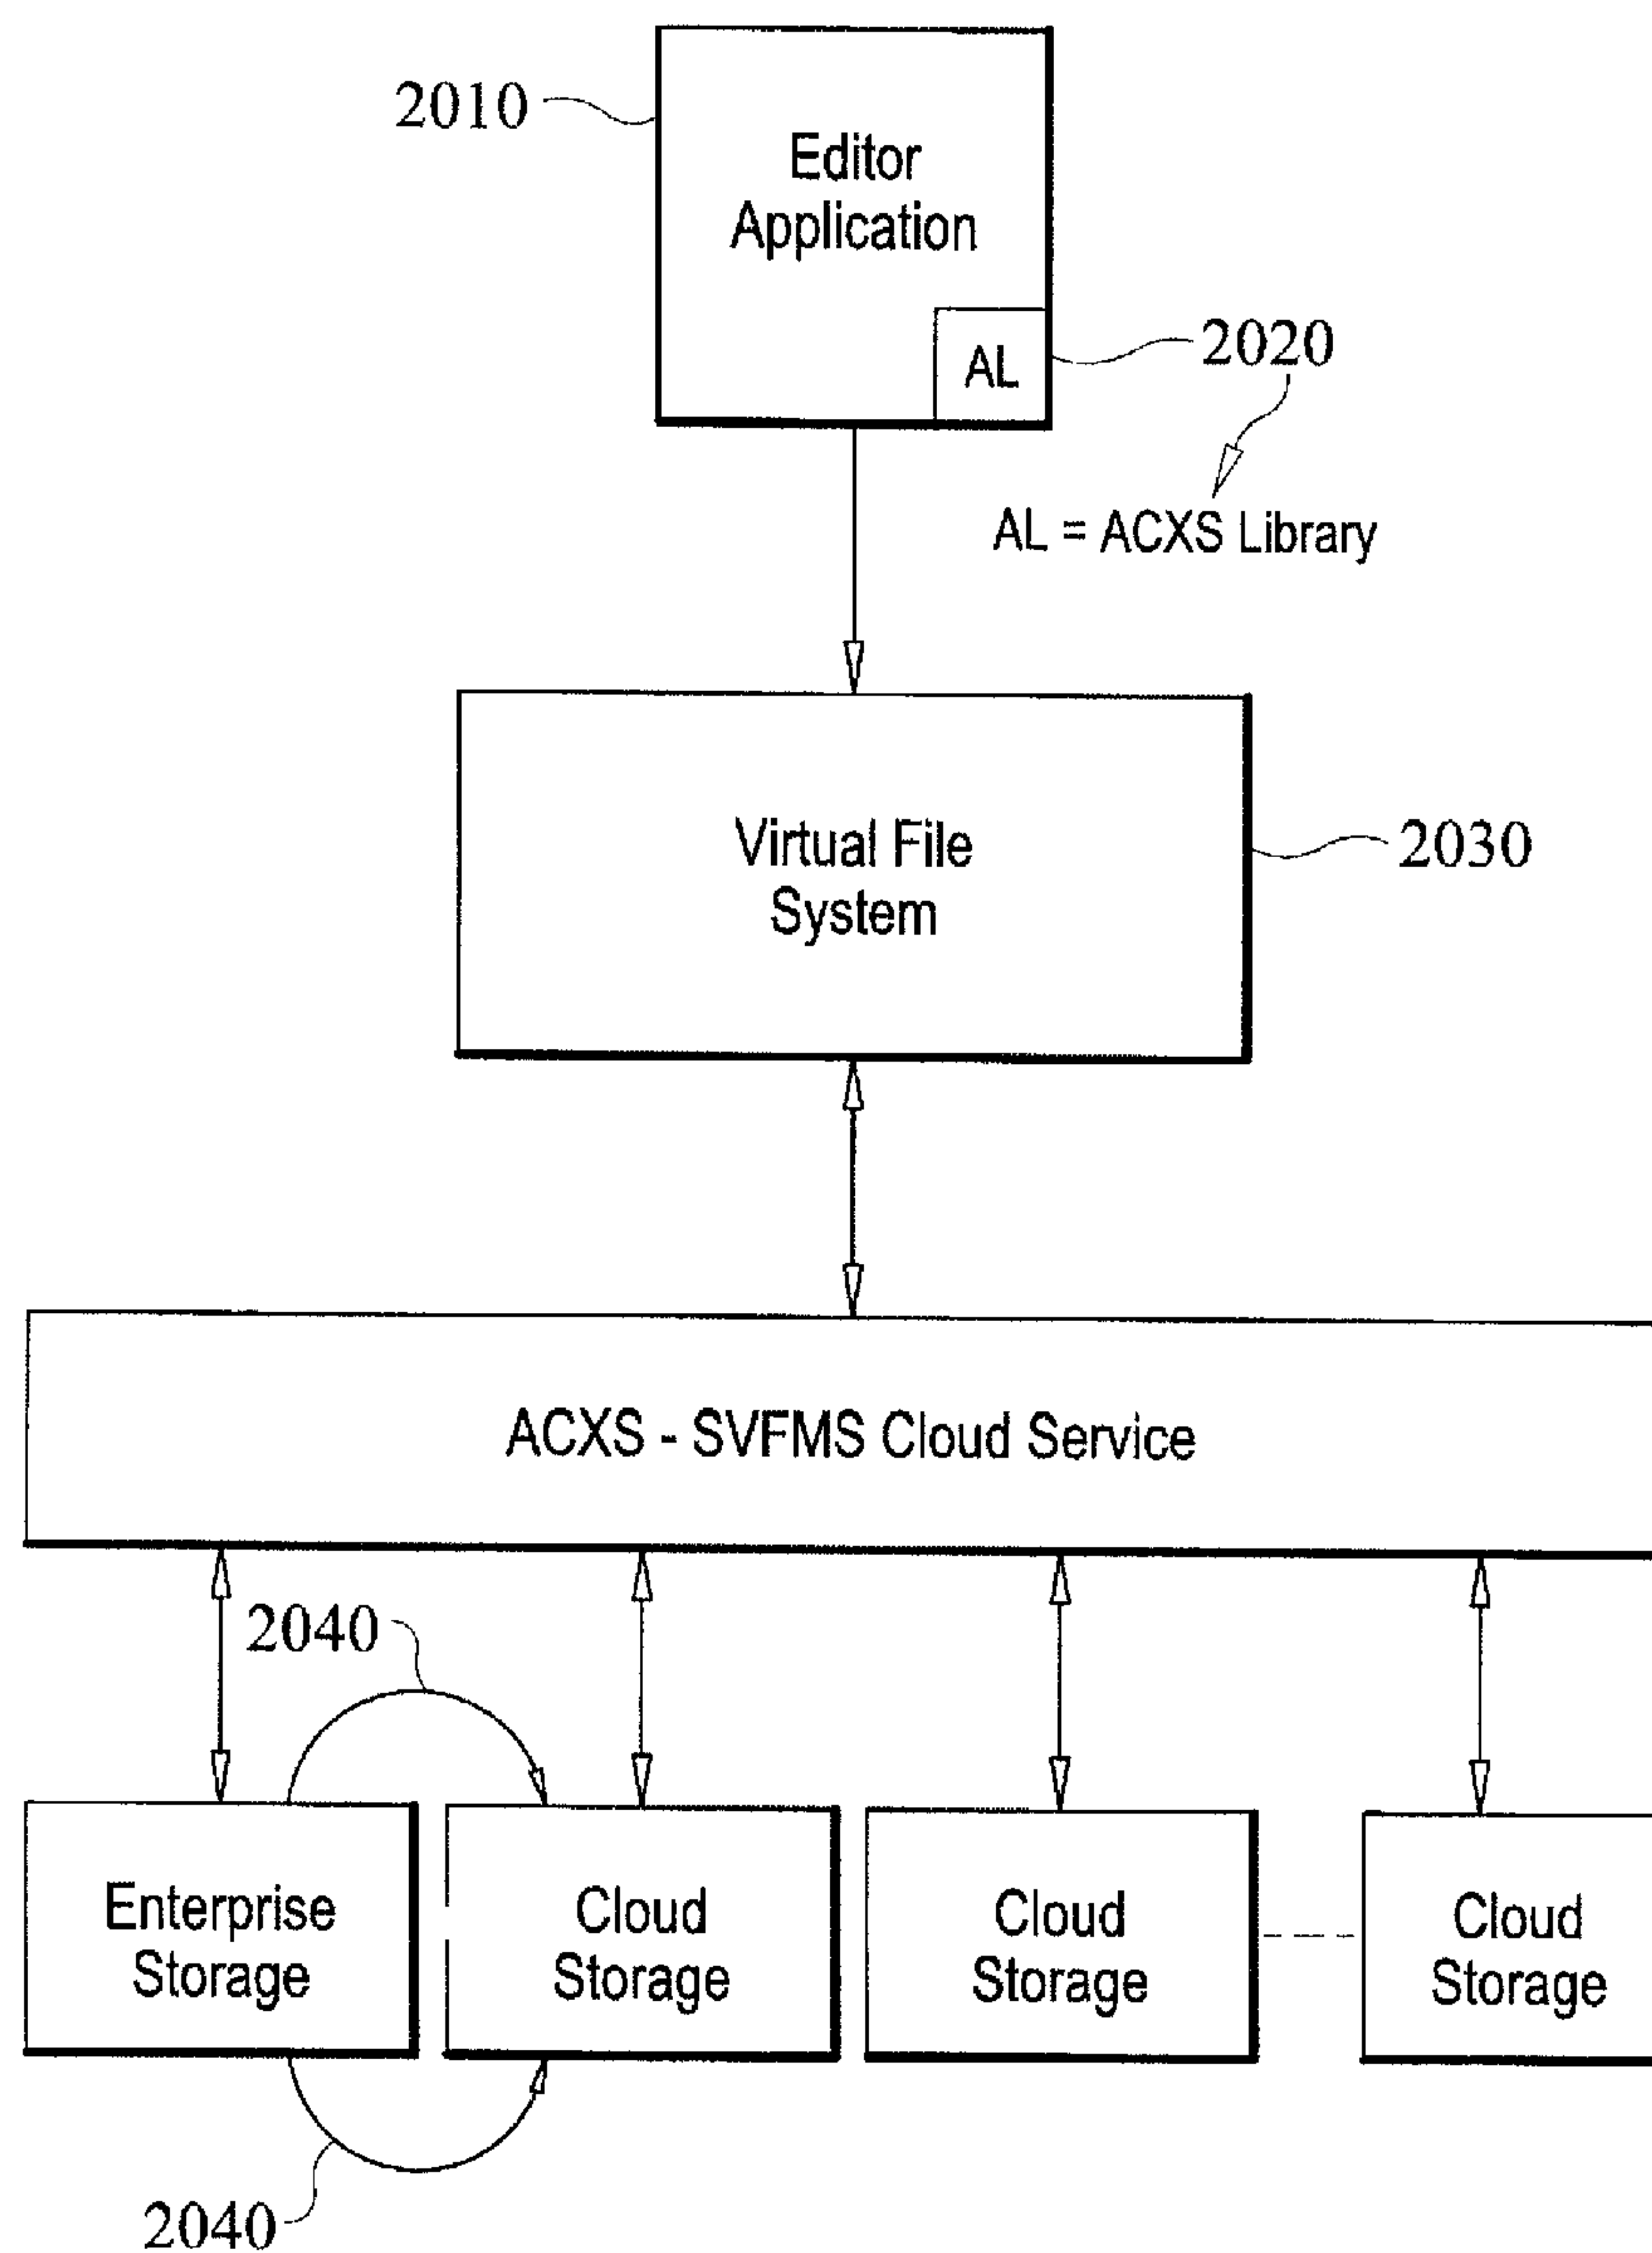 2010
Editor
Application
2020
AL
AL = ACXS Library
Virtual File
System
2030
ACXS - SVFMS Cloud Service
2040
Enterprise
Storage
Cloud
Storage
Cloud
Storage
Cloud
Storage
2040